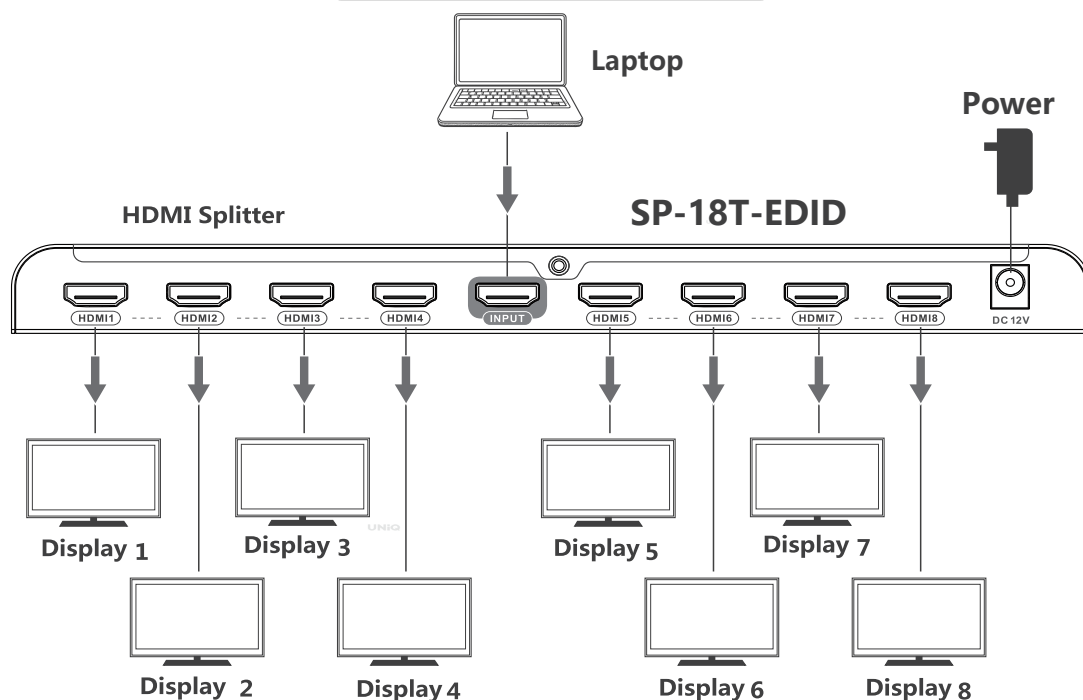 Laptop
Power
HDMI Splitter
SP-18T-EDID
HDMI1 HDMI2 HDMI3 HDMI4 INPUT HDMI5 HDMI6 HDMI7 HDMI8 DC 12V
UNIQ
Display 1
Display 3
Display 5
Display 7
Display 2
Display 4
Display 6
Display 8